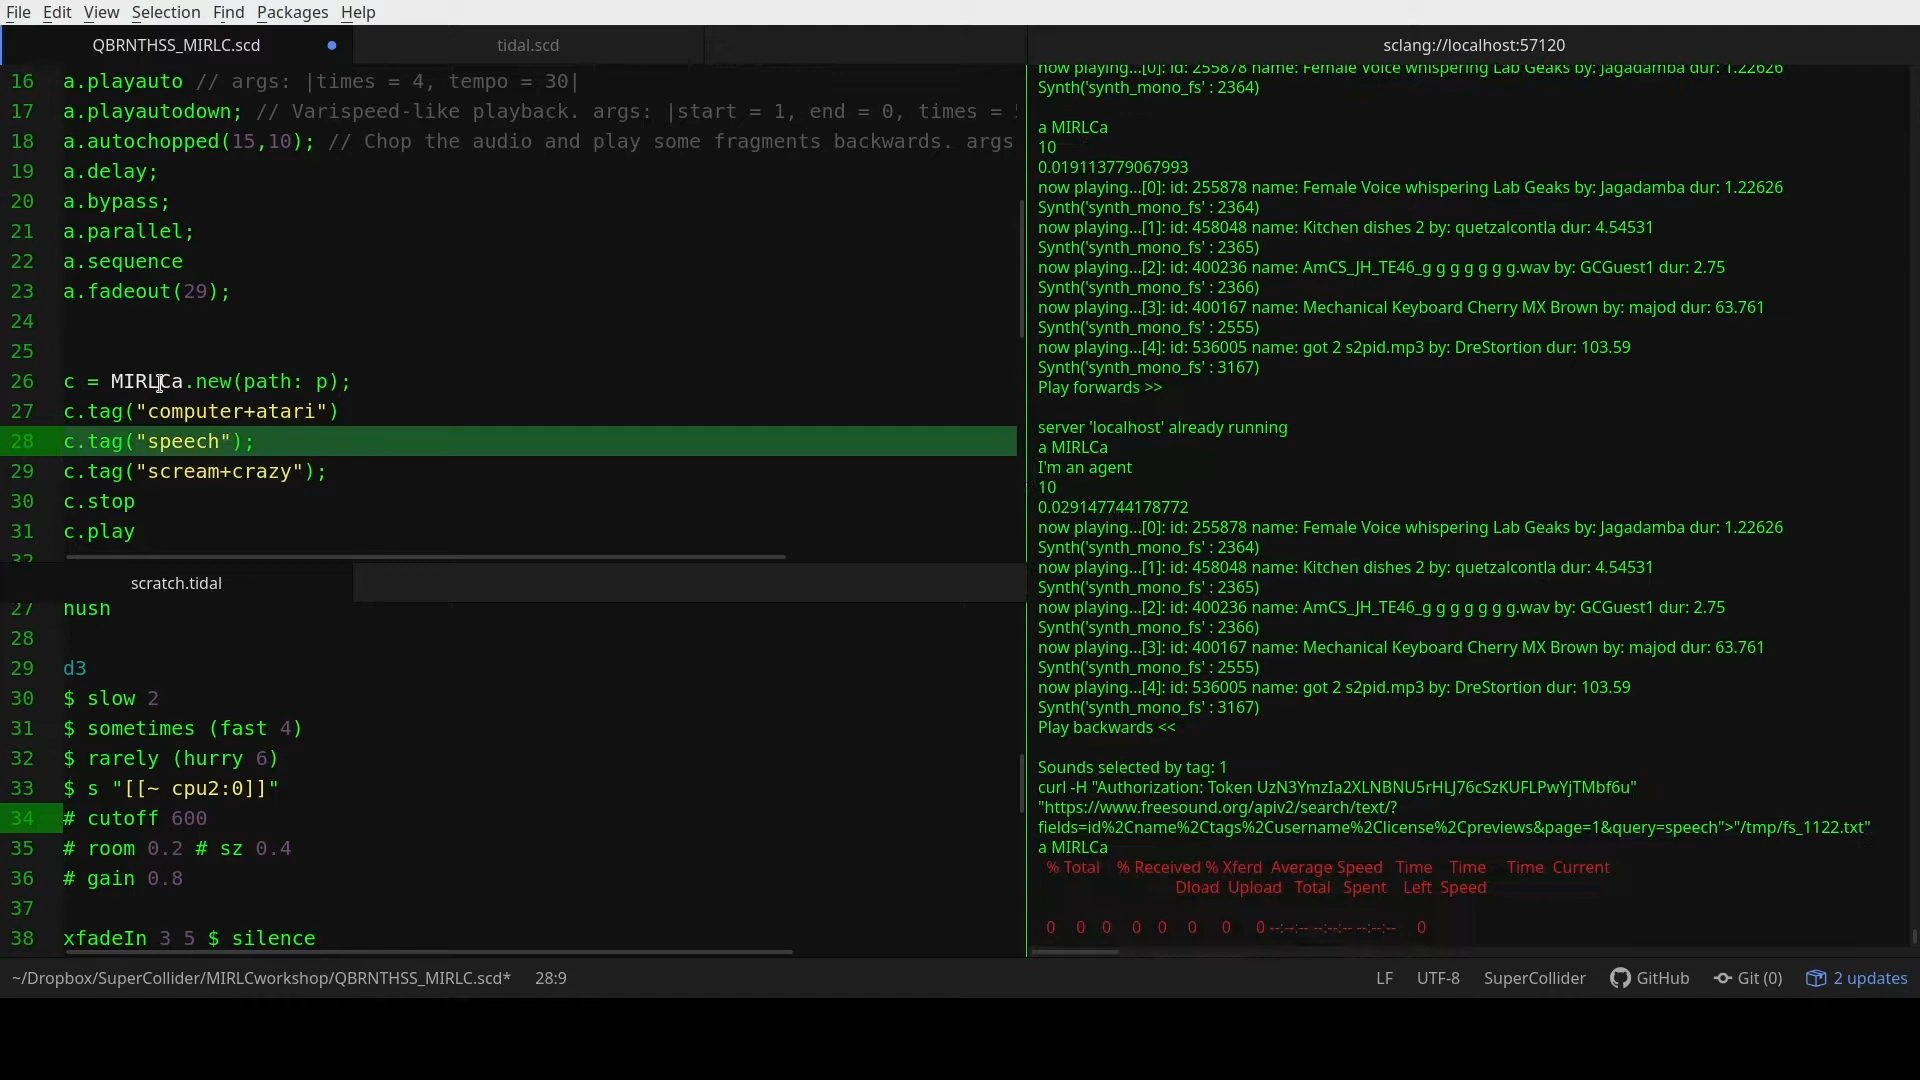 File Edit View Selection Find Packages Help
QBRNTHSS_MIRLC.scd
tidal.scd
16 a.playauto // args: |times = 4, tempo = 30|
17 a.playautodown; // Varispeed-like playback. args: |start = 1, end = 0, times =
18 a.autochopped(15,10); // Chop the audio and play some fragments backwards. args
19 a.delay;
20 a.bypass;
21 a.parallel;
22 a.sequence
23 a.fadeout(29);
24
25
26 c = MIRLCa.new(path: p);
27 c.tag("computer+atari")
28 c.tag("speech");
29 c.tag("scream+crazy");
30 c.stop
31 c.play
32
scratch.tidal
27 hush
28
29 d3
30 $ slow 2
31 $ sometimes (fast 4)
32 $ rarely (hurry 6)
33 $ s "[[~ cpu2:0]]"
34 # cutoff 600
35 # room 0.2 # sz 0.4
36 # gain 0.8
37
38 xfadeIn 3 5 $ silence
sclang://localhost:57120
now playing...[0]: id: 255878 name: Female Voice whispering Lab Geaks by: Jagadamba dur: 1.22626
Synth('synth_mono_fs' : 2364)
a MIRLCa
10
0.019113779067993
now playing...[0]: id: 255878 name: Female Voice whispering Lab Geaks by: Jagadamba dur: 1.22626
Synth('synth_mono_fs' : 2364)
now playing...[1]: id: 458048 name: Kitchen dishes 2 by: quetzalcontla dur: 4.54531
Synth('synth_mono_fs' : 2365)
now playing...[2]: id: 400236 name: AmCS_JH_TE46_g g g g g g g.wav by: GCGuest1 dur: 2.75
Synth('synth_mono_fs' : 2366)
now playing...[3]: id: 400167 name: Mechanical Keyboard Cherry MX Brown by: majod dur: 63.761
Synth('synth_mono_fs' : 2555)
now playing...[4]: id: 536005 name: got 2 s2pid.mp3 by: DreStortion dur: 103.59
Synth('synth_mono_fs' : 3167)
Play forwards >>
server 'localhost' already running
a MIRLCa
I'm an agent
10
0.029147744178772
now playing...[0]: id: 255878 name: Female Voice whispering Lab Geaks by: Jagadamba dur: 1.22626
Synth('synth_mono_fs' : 2364)
now playing...[1]: id: 458048 name: Kitchen dishes 2 by: quetzalcontla dur: 4.54531
Synth('synth_mono_fs' : 2365)
now playing...[2]: id: 400236 name: AmCS_JH_TE46_g g g g g g g.wav by: GCGuest1 dur: 2.75
Synth('synth_mono_fs' : 2366)
now playing...[3]: id: 400167 name: Mechanical Keyboard Cherry MX Brown by: majod dur: 63.761
Synth('synth_mono_fs' : 2555)
now playing...[4]: id: 536005 name: got 2 s2pid.mp3 by: DreStortion dur: 103.59
Synth('synth_mono_fs' : 3167)
Play backwards <<
Sounds selected by tag: 1
curl -H "Authorization: Token UzN3YmzIa2XLNBNU5rHLJ76cSzKUFLPwYjTMbf6u"
"https://www.freesound.org/apiv2/search/text/?
fields=id%2Cname%2Ctags%2Cusername%2Clicense%2Cpreviews&page=1&query=speech">"/tmp/fs_1122.txt"
a MIRLCa
% Total % Received % Xferd Average Speed Time Time Time Current
Dload Upload Total Spent Left Speed
0 0 0 0 0 0 0 0 --:--:-- --:--:-- --:--:-- 0
~/Dropbox/SuperCollider/MIRLCworkshop/QBRNTHSS_MIRLC.scd* 28:9
LF UTF-8 SuperCollider GitHub Git (0) 2 updates